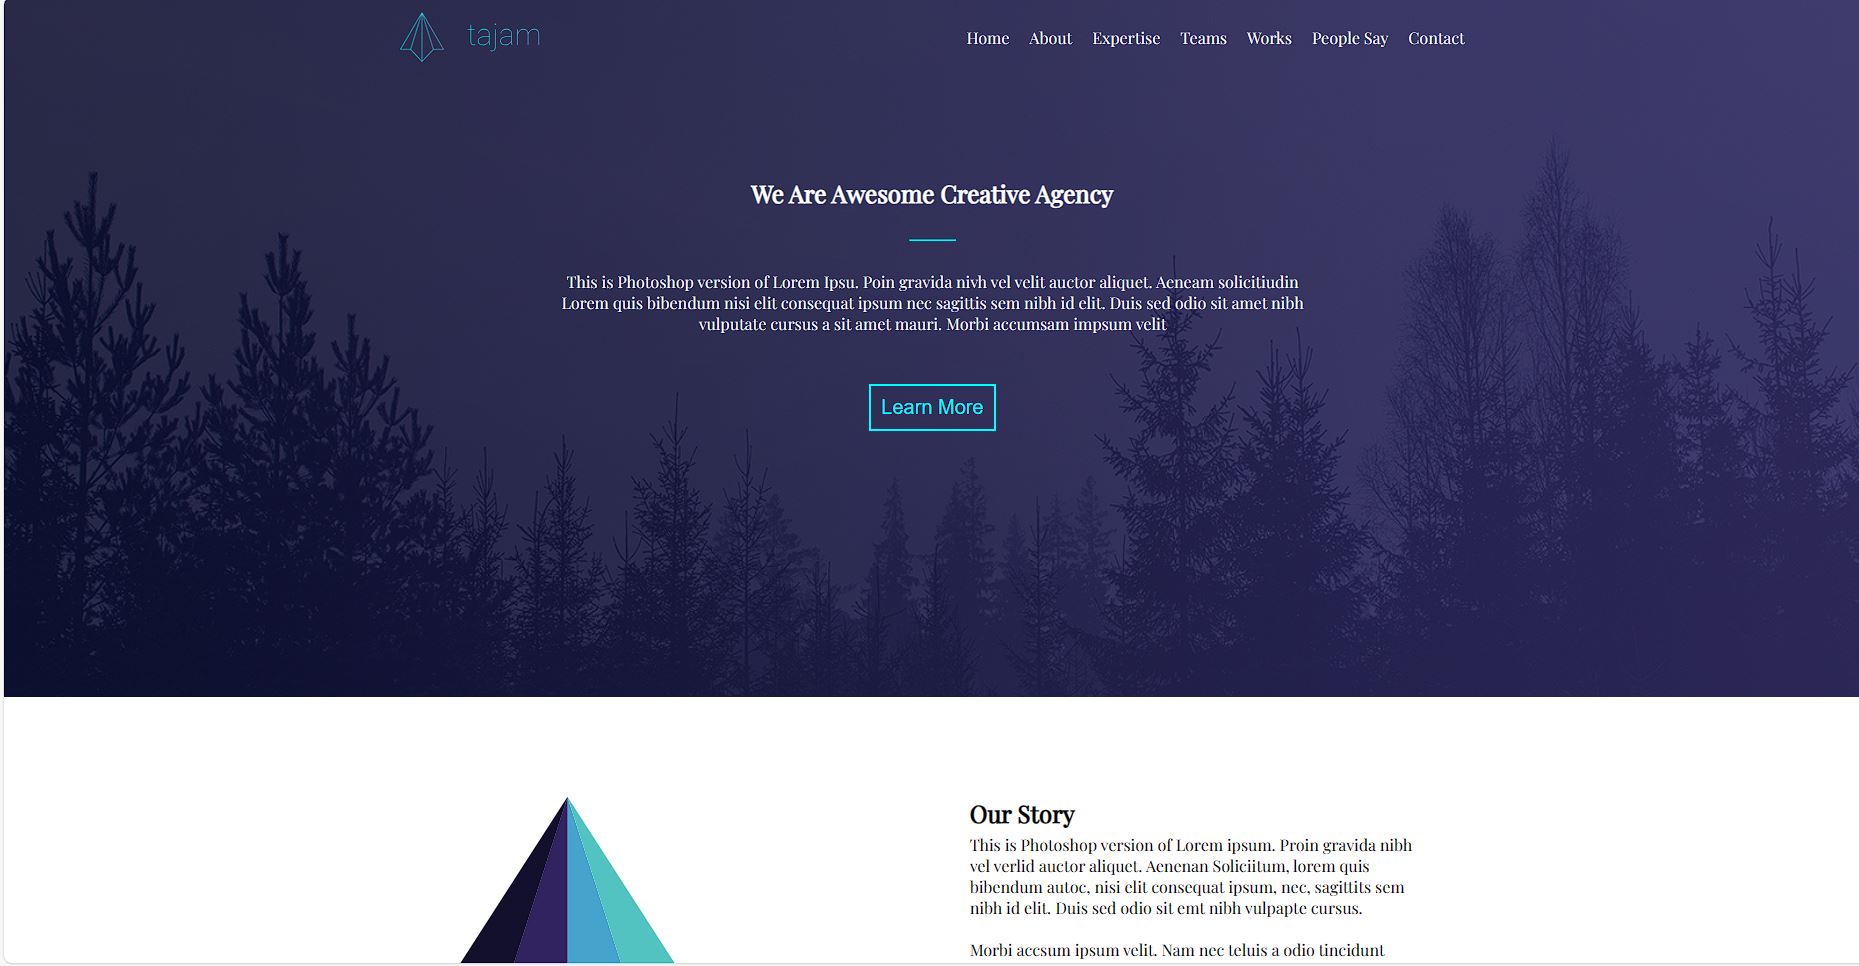 tajam
Home About Expertise Teams Works People Say Contact
We Are Awesome Creative Agency
This is Photoshop version of Lorem Ipsu. Poin gravida nivh vel velit auctor aliquet. Aeneam solicitiudin
Lorem quis bibendum nisi elit consequat ipsum nec sagittis sem nibh id elit. Duis sed odio sit amet nibh
vulputate cursus a sit amet mauri. Morbi accumsam impsum velit
Learn More
Our Story
This is Photoshop version of Lorem ipsum. Proin gravida nibh
vel verlid auctor aliquet. Aenenan Soliciitum, lorem quis
bibendum autoc, nisi elit consequat ipsum, nec, sagittits sem
nibh id elit. Duis sed odio sit emt nibh vulpapte cursus.
Morbi accsum ipsum velit. Nam nec teluis a odio tincidunt